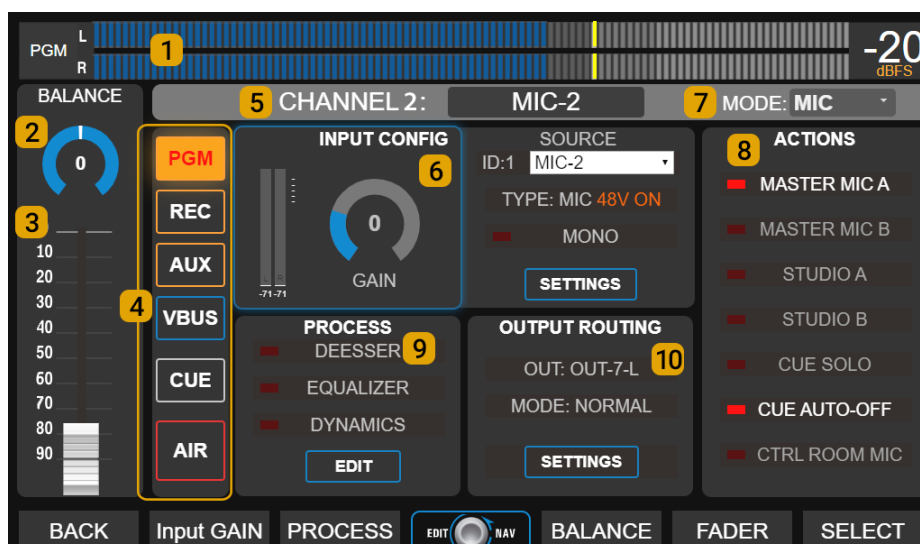 L
PGM
R
1
-20
dBFS
BALANCE
5 CHANNEL 2: MIC-2 7 MODE: MIC
2
0
3
10
20
30
40
50
60
70
80
90
4
PGM
REC
AUX
VBUS
CUE
AIR
INPUT CONFIG
6
0
GAIN
L R
-71 -71
SOURCE
ID:1 MIC-2
TYPE: MIC 48V ON
MONO
SETTINGS
8 ACTIONS
MASTER MIC A
MASTER MIC B
STUDIO A
STUDIO B
CUE SOLO
CUE AUTO-OFF
CTRL ROOM MIC
PROCESS
DEESSER 9
EQUALIZER
DYNAMICS
EDIT
OUTPUT ROUTING
OUT: OUT-7-L 10
MODE: NORMAL
SETTINGS
BACK Input GAIN PROCESS EDIT NAV BALANCE FADER SELECT